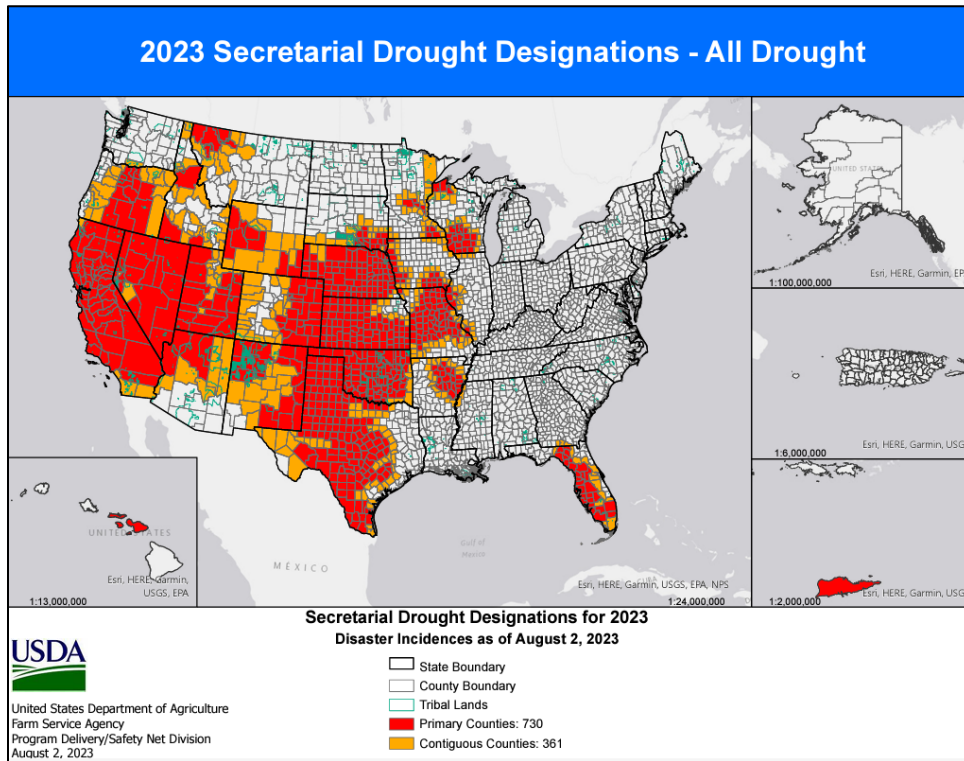 2023 Secretarial Drought Designations - All Drought
UNITED STATES
Esri, HERE, Garmin, EP
1:100,000,000
Esri, HERE, Garmin, USG
1:6,000,000
UNITED STATES
Esri, HERE, Garmin,
USGS, EPA
1:13,000,000
MÉXICO
Gulf of
Mexico
Esri, HERE, Garmin, USGS, EPA, NPS
1:24,000,000
Esri, HERE, Garmin, USG
1:2,000,000
Secretarial Drought Designations for 2023
Disaster Incidences as of August 2, 2023
USDA
United States Department of Agriculture
Farm Service Agency
Program Delivery/Safety Net Division
August 2, 2023
State Boundary
County Boundary
Tribal Lands
Primary Counties: 730
Contiguous Counties: 361